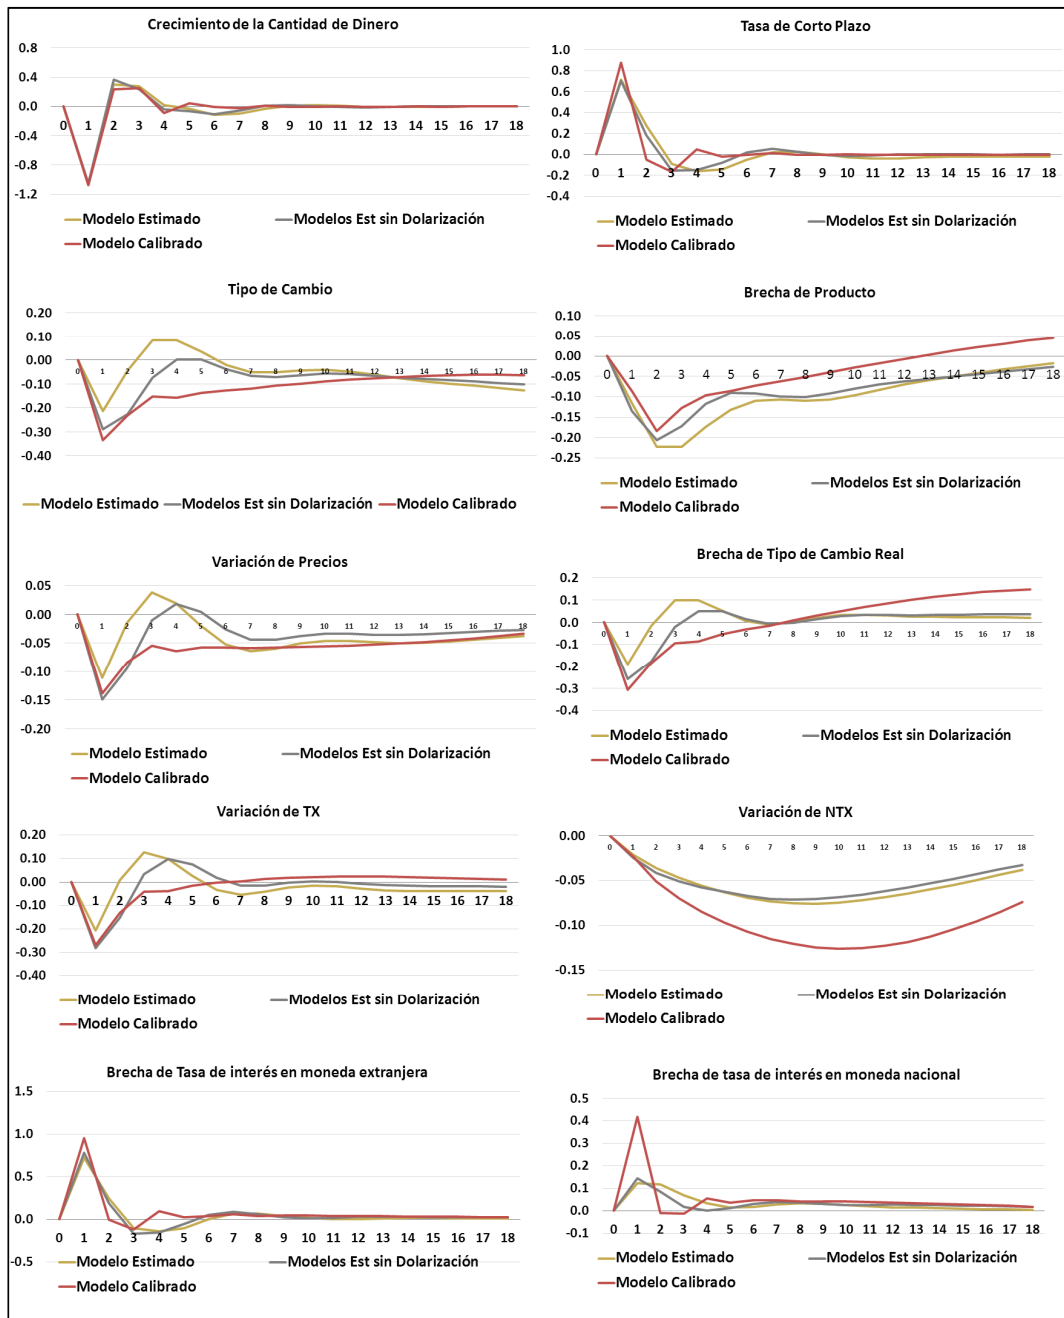 Crecimiento de la Cantidad de Dinero
0.8
0.4
0.0
-0.4
-0.8
-1.2
0 1 2 3 4 5 6 7 8 9 10 11 12 13 14 15 16 17 18
Modelo Estimado Modelos Est sin Dolarización
Modelo Calibrado
Tasa de Corto Plazo
1.0
0.8
0.6
0.4
0.2
0.0
-0.2
-0.4
0 1 2 3 4 5 6 7 8 9 10 11 12 13 14 15 16 17 18
Modelo Estimado Modelos Est sin Dolarización
Modelo Calibrado
Tipo de Cambio
0.20
0.10
0.00
-0.10
-0.20
-0.30
-0.40
0 1 2 3 4 5 6 7 8 9 10 11 12 13 14 15 16 17 18
Modelo Estimado Modelos Est sin Dolarización Modelo Calibrado
Brecha de Producto
0.10
0.05
0.00
-0.05
-0.10
-0.15
-0.20
-0.25
0 1 2 3 4 5 6 7 8 9 10 11 12 13 14 15 16 17 18
Modelo Estimado Modelos Est sin Dolarización
Modelo Calibrado
Variación de Precios
0.05
0.00
-0.05
-0.10
-0.15
-0.20
0 1 2 3 4 5 6 7 8 9 10 11 12 13 14 15 16 17 18
Modelo Estimado Modelos Est sin Dolarización
Modelo Calibrado
Brecha de Tipo de Cambio Real
0.2
0.1
0.0
-0.1
-0.2
-0.3
-0.4
0 1 2 3 4 5 6 7 8 9 10 11 12 13 14 15 16 17 18
Modelo Estimado Modelos Est sin Dolarización
Modelo Calibrado
Variación de TX
0.20
0.10
0.00
-0.10
-0.20
-0.30
-0.40
0 1 2 3 4 5 6 7 8 9 10 11 12 13 14 15 16 17 18
Modelo Estimado Modelos Est sin Dolarización
Modelo Calibrado
Variación de NTX
0.00
-0.05
-0.10
-0.15
0 1 2 3 4 5 6 7 8 9 10 11 12 13 14 15 16 17 18
Modelo Estimado Modelos Est sin Dolarización
Modelo Calibrado
Brecha de Tasa de interés en moneda extranjera
1.5
1.0
0.5
0.0
-0.5
0 1 2 3 4 5 6 7 8 9 10 11 12 13 14 15 16 17 18
Modelo Estimado Modelos Est sin Dolarización
Modelo Calibrado
Brecha de tasa de interés en moneda nacional
0.5
0.4
0.3
0.2
0.1
0.0
-0.1
0 1 2 3 4 5 6 7 8 9 10 11 12 13 14 15 16 17 18
Modelo Estimado Modelos Est sin Dolarización
Modelo Calibrado